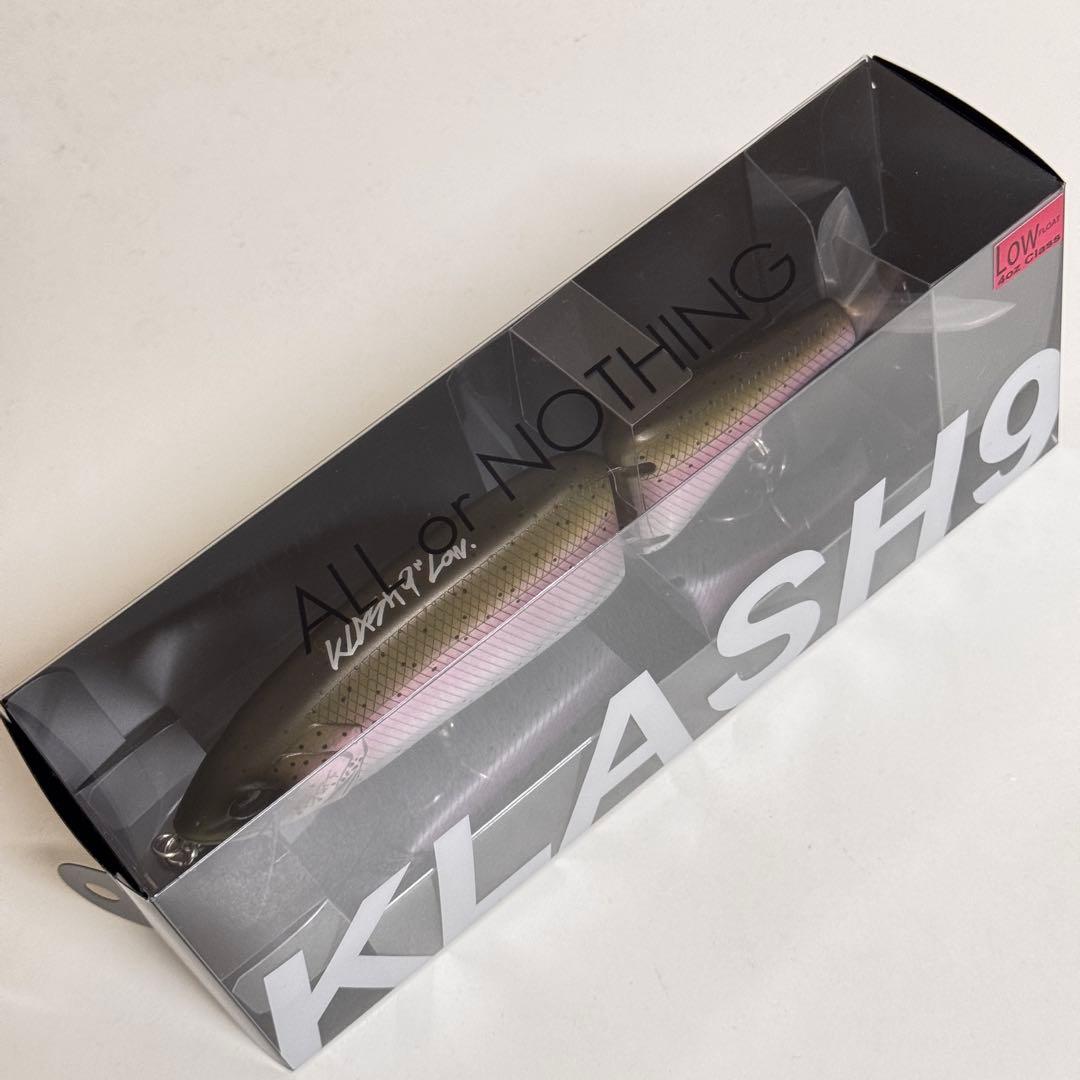 ALL or NOTHING
KLASH9" Low.
LOW FLOAT
4oz Class
KLASH9